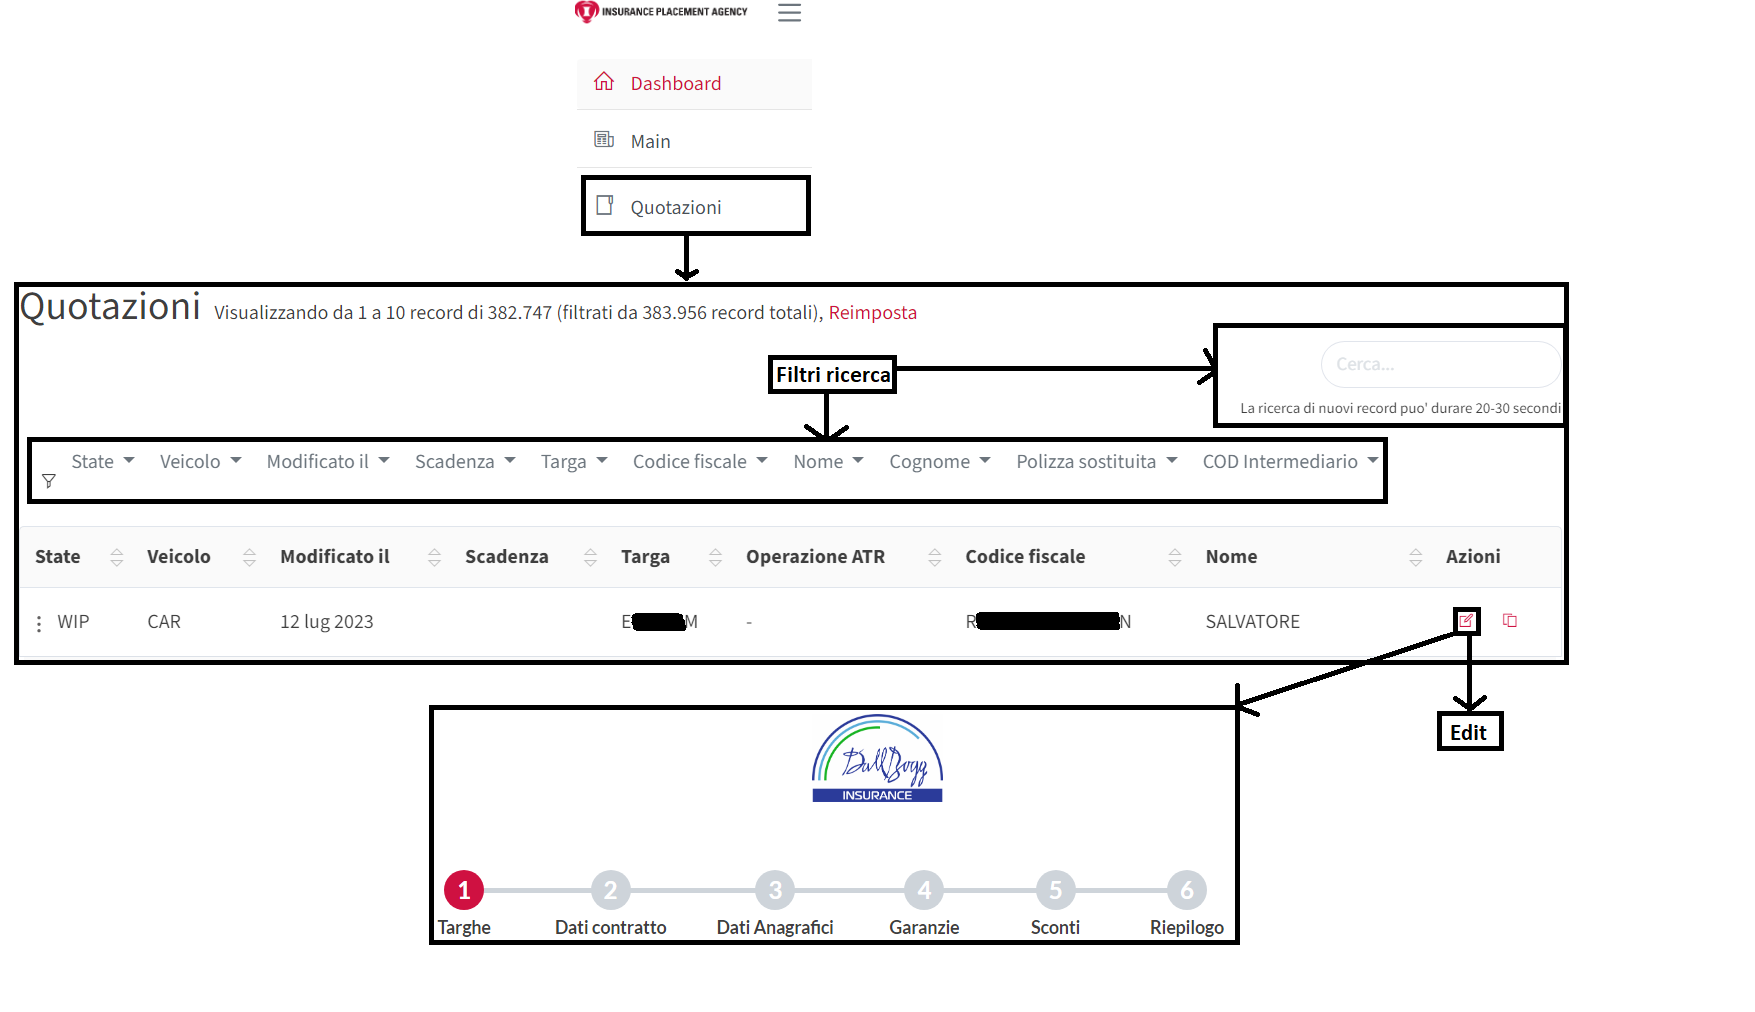 INSURANCE PLACEMENT AGENCY
Dashboard
Main
Quotazioni
Quotazioni Visualizzando da 1 a 10 record di 382.747 (filtrati da 383.956 record totali), Reimposta
Filtri ricerca
Cerca...
La ricerca di nuovi record puo' durare 20-30 secondi
State Veicolo Modificato il Scadenza Targa Codice fiscale Nome Cognome Polizza sostituita COD Intermediario
State Veicolo Modificato il Scadenza Targa Operazione ATR Codice fiscale Nome Azioni
WIP CAR 12 lug 2023 E M - R N SALVATORE
Edit
BullBogg
INSURANCE
1 2 3 4 5 6
Targhe Dati contratto Dati Anagrafici Garanzie Sconti Riepilogo